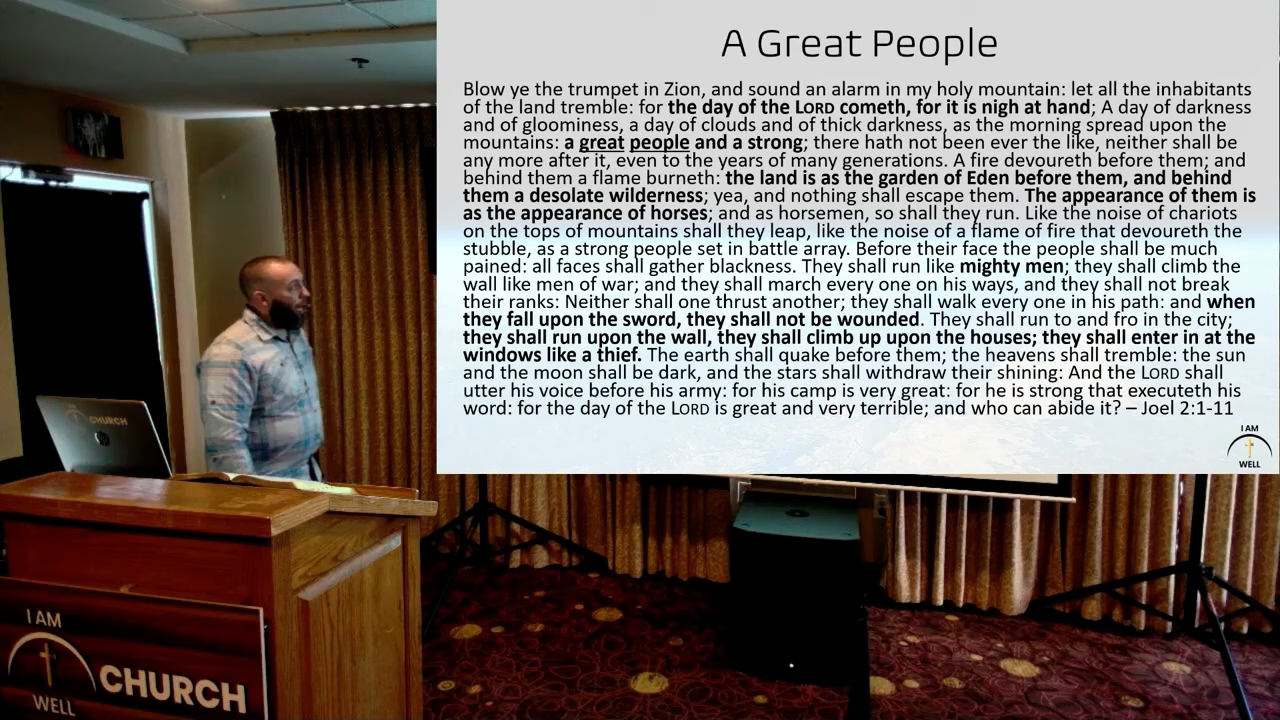 A Great People
Blow ye the trumpet in Zion, and sound an alarm in my holy mountain: let all the inhabitants
of the land tremble: for the day of the LORD cometh, for it is nigh at hand; A day of darkness
and of gloominess, a day of clouds and of thick darkness, as the morning spread upon the
mountains: a great people and a strong; there hath not been ever the like, neither shall be
any more after it, even to the years of many generations. A fire devoureth before them; and
behind them a flame burneth: the land is as the garden of Eden before them, and behind
them a desolate wilderness; yea, and nothing shall escape them. The appearance of them is
as the appearance of horses; and as horsemen, so shall they run. Like the noise of chariots
on the tops of mountains shall they leap, like the noise of a flame of fire that devoureth the
stubble, as a strong people set in battle array. Before their face the people shall be much
pained: all faces shall gather blackness. They shall run like mighty men; they shall climb the
wall like men of war; and they shall march every one on his ways, and they shall not break
their ranks: Neither shall one thrust another; they shall walk every one in his path: and when
they fall upon the sword, they shall not be wounded. They shall run to and fro in the city;
they shall run upon the wall, they shall climb up upon the houses; they shall enter in at the
windows like a thief. The earth shall quake before them; the heavens shall tremble: the sun
and the moon shall be dark, and the stars shall withdraw their shining: And the LORD shall
utter his voice before his army: for his camp is very great: for he is strong that executeth his
word: for the day of the LORD is great and very terrible; and who can abide it? – Joel 2:1-11
I AM
WELL
CHURCH
hp
I AM
CHURCH
WELL